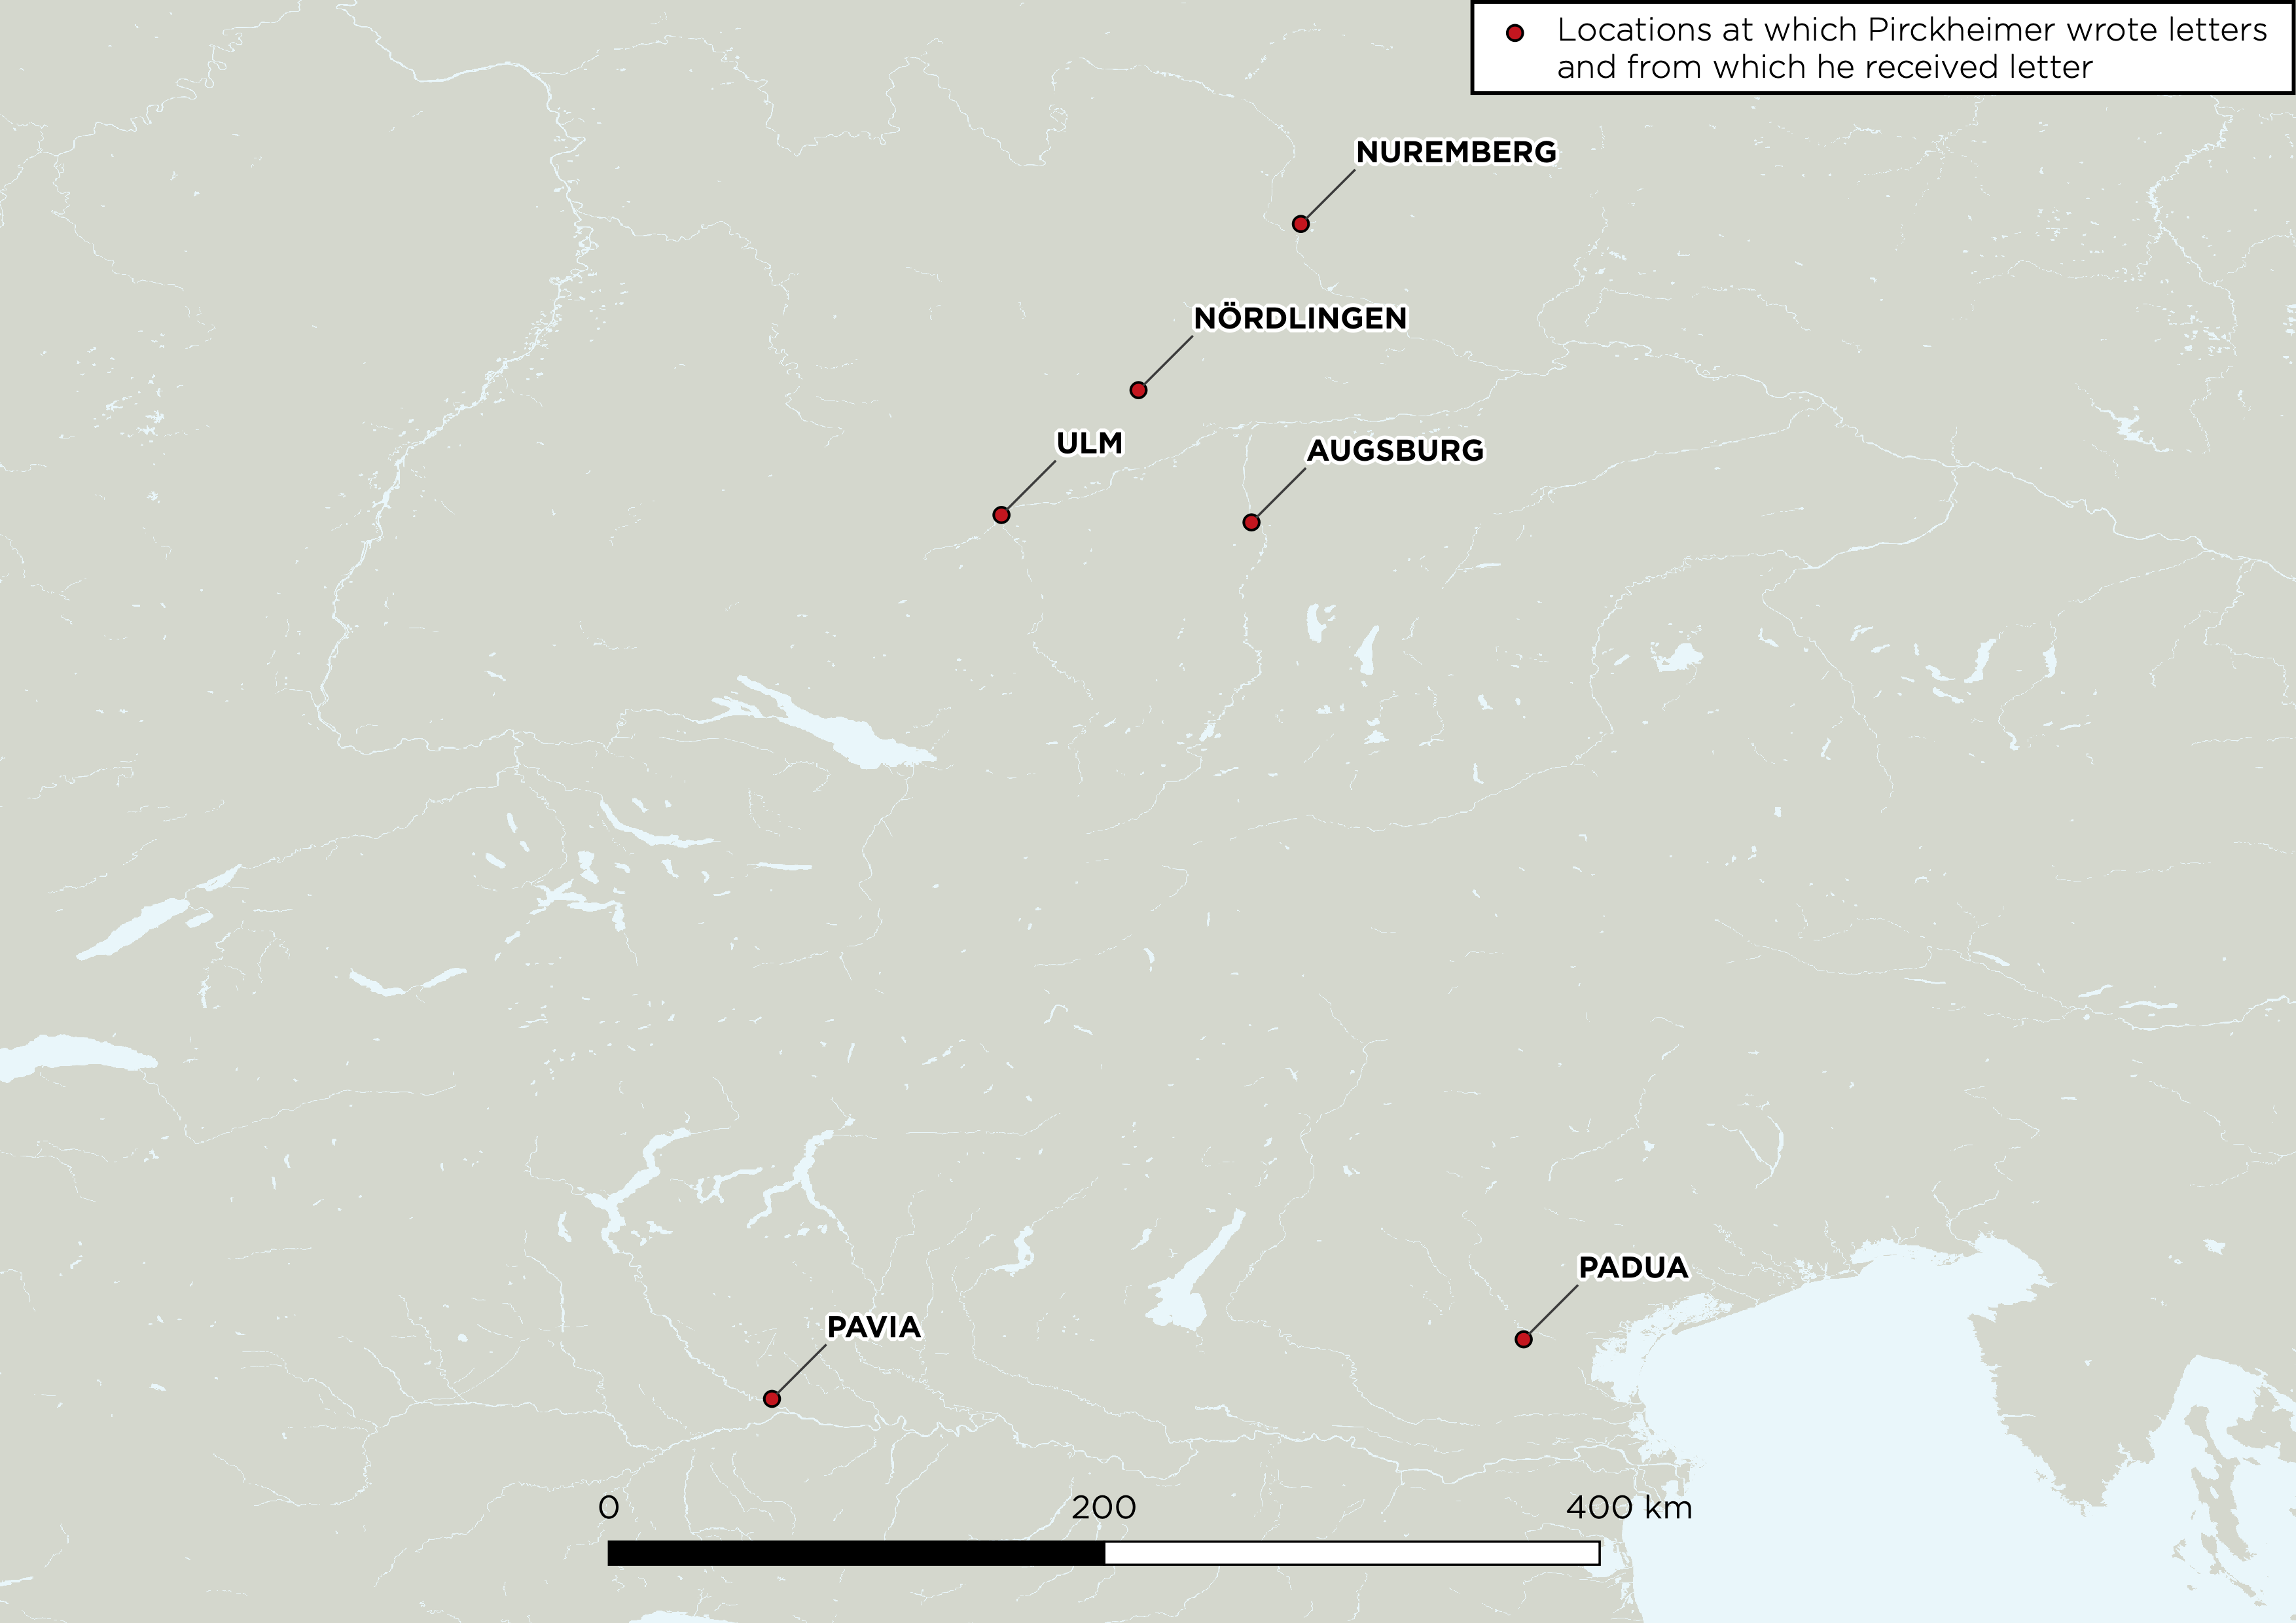 Locations at which Pirckheimer wrote letters
and from which he received letter
NUREMBERG
NÖRDLINGEN
ULM
AUGSBURG
PADUA
PAVIA
0 200 400 km